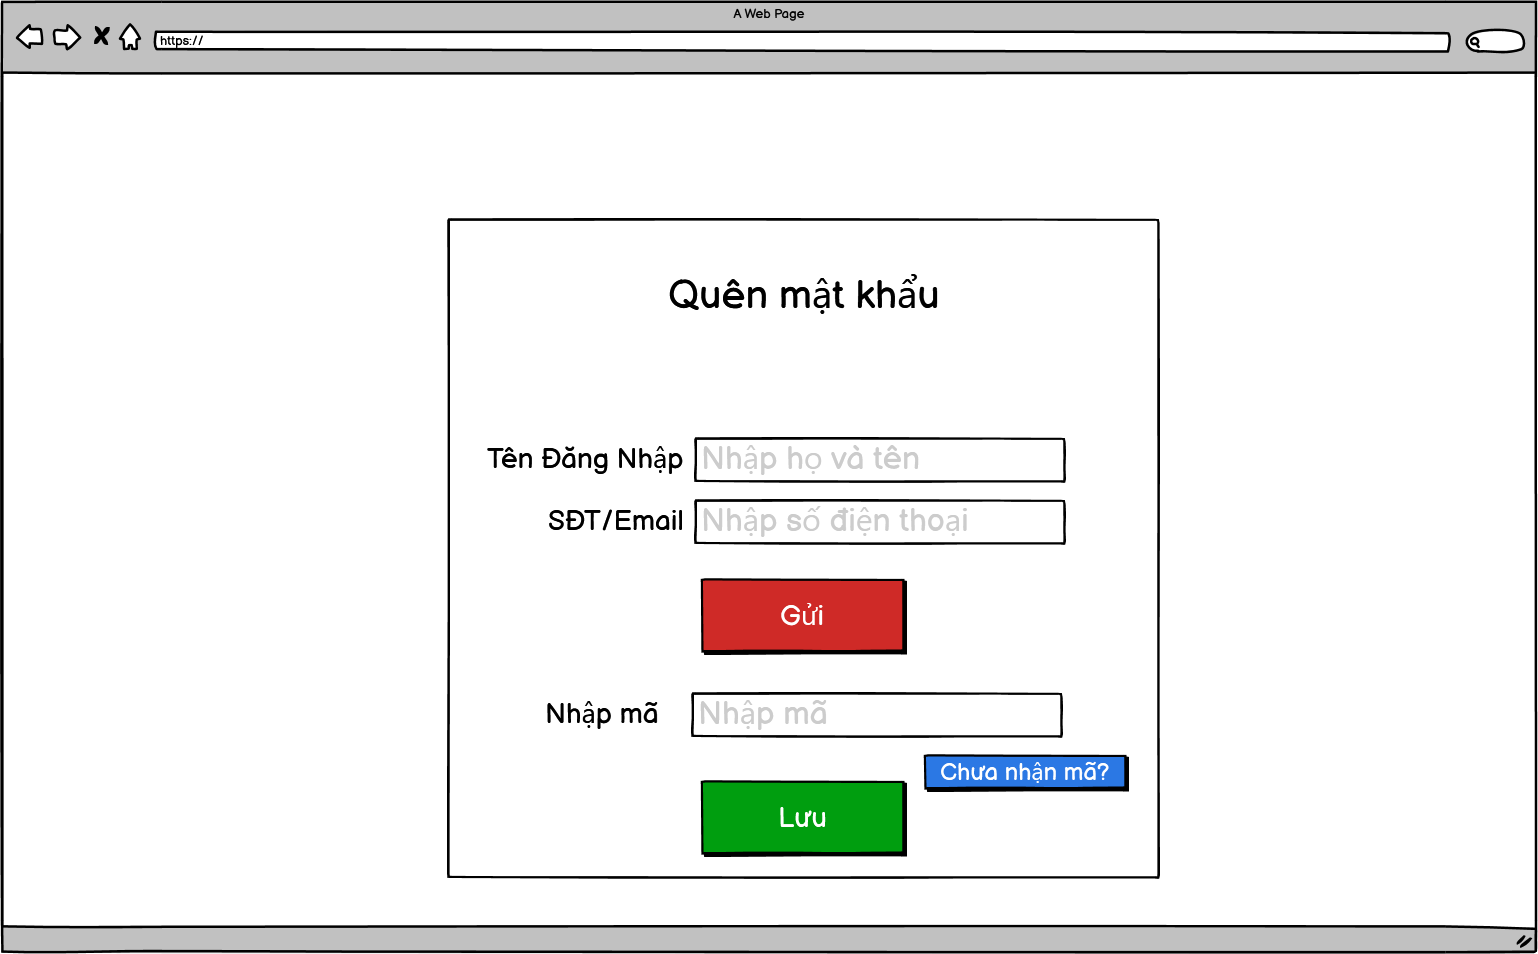 A Web Page
https://
Quên mật khẩu
Tên Đăng Nhập Nhập họ và tên
SĐT/Email Nhập số điện thoại
Gửi
Nhập mã Nhập mã
Chưa nhận mã?
Lưu